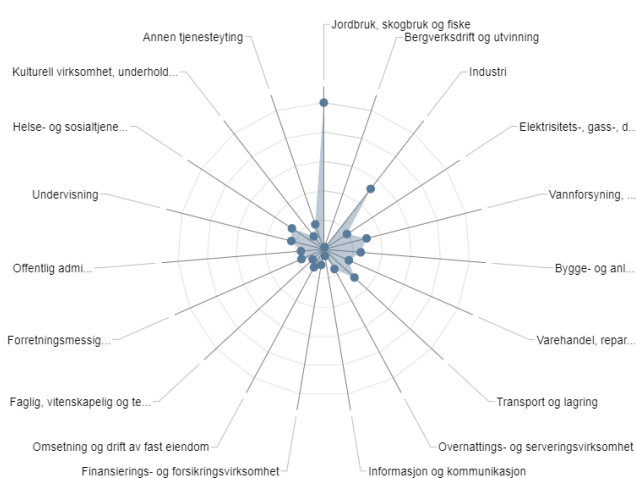 Jordbruk, skogbruk og fiske
Bergverksdrift og utvinning
Industri
Elektrisitets-, gass-, d...
Vannforsyning, ...
Bygge- og anl...
Varehandel, repar...
Transport og lagring
Overnattings- og serveringsvirksomhet
Informasjon og kommunikasjon
Finansierings- og forsikringsvirksomhet
Omsetning og drift av fast eiendom
Faglig, vitenskapelig og te...
Forretningsmessig...
Offentlig admi...
Undervisning
Helse- og sosialtjene...
Kulturell virksomhet, underhold...
Annen tjenesteyting